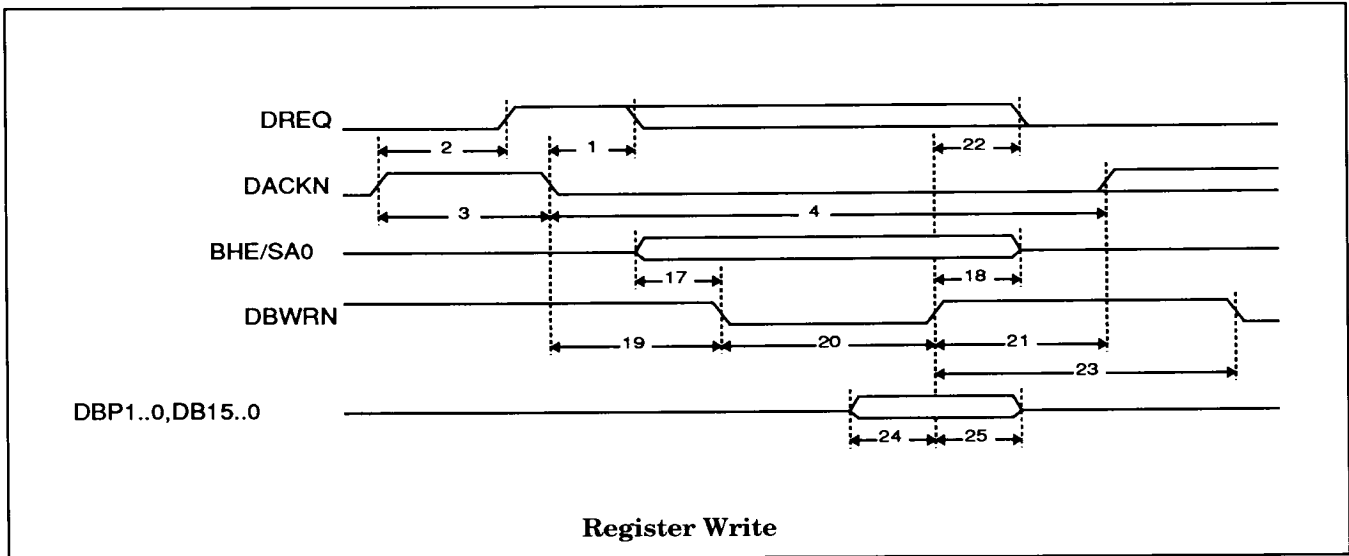 DREQ
2
1
22
DACKN
3
4
BHE/SA0
17
18
DBWRN
19
20
21
23
DBP1..0,DB15..0
24
25
Register Write